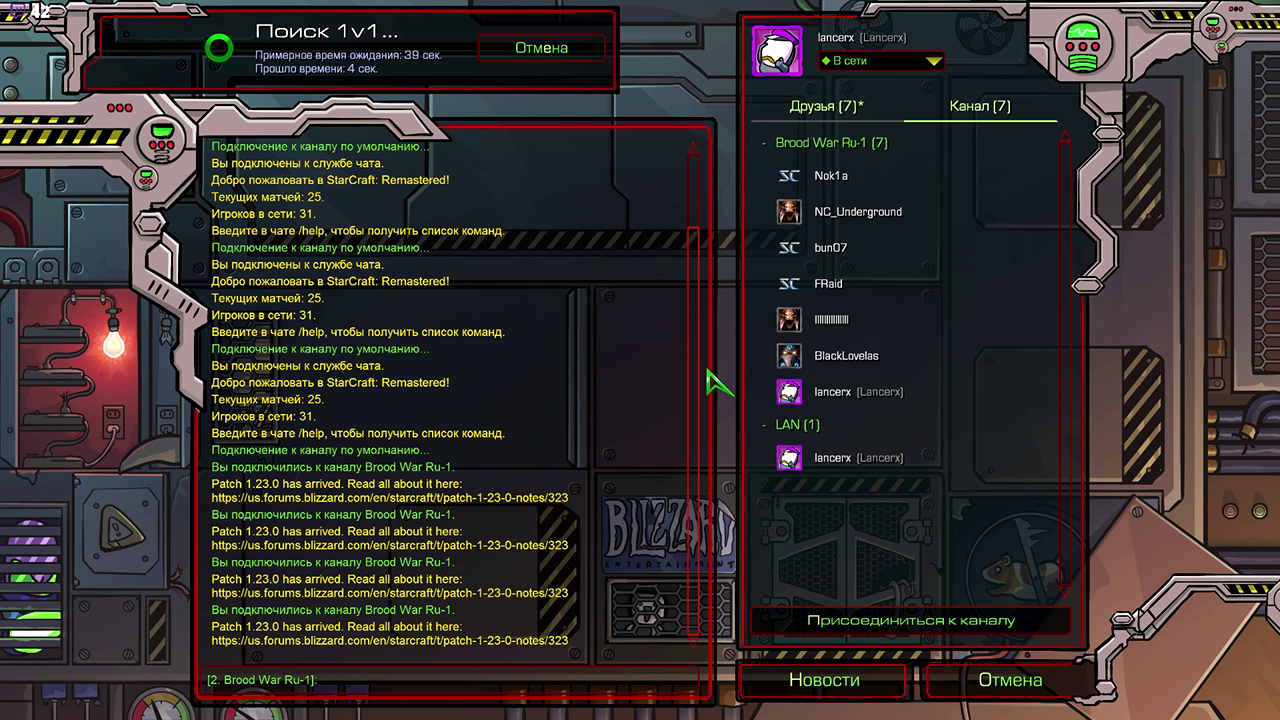 42
Поиск 1v1...
Примерное время ожидания: 39 сек.
Прошло времени: 4 сек.
Отмена
Подключение к каналу по умолчанию...
Вы подключены к службе чата.
Добро пожаловать в StarCraft: Remastered!
Текущих матчей: 25.
Игроков в сети: 31.
Введите в чате /help, чтобы получить список команд.
Подключение к каналу по умолчанию...
Вы подключены к службе чата.
Добро пожаловать в StarCraft: Remastered!
Текущих матчей: 25.
Игроков в сети: 31.
Введите в чате /help, чтобы получить список команд.
Подключение к каналу по умолчанию...
Вы подключены к службе чата.
Добро пожаловать в StarCraft: Remastered!
Текущих матчей: 25.
Игроков в сети: 31.
Введите в чате /help, чтобы получить список команд.
Подключение к каналу по умолчанию...
Вы подключились к каналу Brood War Ru-1.
Patch 1.23.0 has arrived. Read all about it here:
https://us.forums.blizzard.com/en/starcraft/t/patch-1-23-0-notes/323
Вы подключились к каналу Brood War Ru-1.
Patch 1.23.0 has arrived. Read all about it here:
https://us.forums.blizzard.com/en/starcraft/t/patch-1-23-0-notes/323
Вы подключились к каналу Brood War Ru-1.
Patch 1.23.0 has arrived. Read all about it here:
https://us.forums.blizzard.com/en/starcraft/t/patch-1-23-0-notes/323
Вы подключились к каналу Brood War Ru-1.
Patch 1.23.0 has arrived. Read all about it here:
https://us.forums.blizzard.com/en/starcraft/t/patch-1-23-0-notes/323
[2. Brood War Ru-1]:
BLIZZARD
ENTERTAINMENT
lancerx [Lancerx]
В сети
Друзья (7)*
Канал (7)
- Brood War Ru-1 (7)
SC Nok1a
NC_Underground
SC bun07
SC FRaid
BlackLovelas
lancerx [Lancerx]
- LAN (1)
lancerx [Lancerx]
Присоединиться к каналу
Новости
Отмена